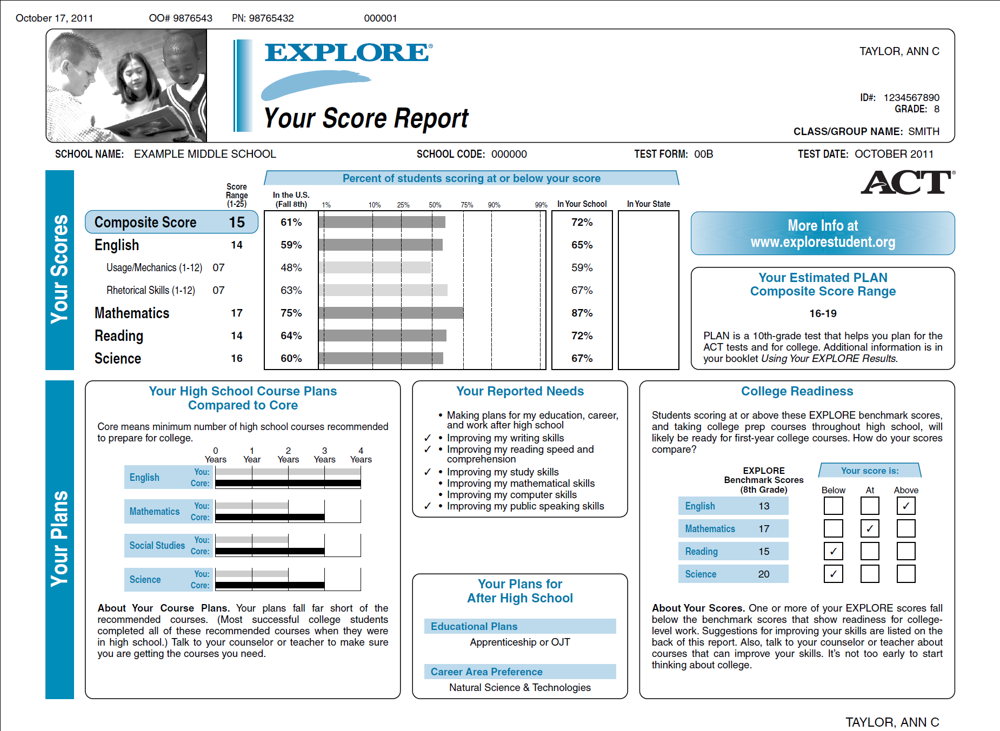 October 17, 2011 OO# 9876543 PN: 98765432 000001
EXPLORE®
Your Score Report
TAYLOR, ANN C
ID#: 1234567890
GRADE: 8
CLASS/GROUP NAME: SMITH
SCHOOL NAME: EXAMPLE MIDDLE SCHOOL SCHOOL CODE: 000000 TEST FORM: 00B TEST DATE: OCTOBER 2011
Your Scores
Score
Range
(1-25)
Percent of students scoring at or below your score
In the U.S.
(Fall 8th) 1% 10% 25% 50% 75% 90% 99% In Your School In Your State
Composite Score 15 61% 72%
English 14 59% 65%
Usage/Mechanics (1-12) 07 48% 59%
Rhetorical Skills (1-12) 07 63% 67%
Mathematics 17 75% 87%
Reading 14 64% 72%
Science 16 60% 67%
ACT®
More Info at
www.explorestudent.org
Your Estimated PLAN
Composite Score Range
16-19
PLAN is a 10th-grade test that helps you plan for the
ACT tests and for college. Additional information is in
your booklet Using Your EXPLORE Results.
Your Plans
Your High School Course Plans
Compared to Core
Core means minimum number of high school courses recommended
to prepare for college.
0 1 2 3 4
Years Year Years Years Years
English You:
Core:
Mathematics You:
Core:
Social Studies You:
Core:
Science You:
Core:
About Your Course Plans. Your plans fall far short of the
recommended courses. (Most successful college students
completed all of these recommended courses when they were
in high school.) Talk to your counselor or teacher to make sure
you are getting the courses you need.
Your Reported Needs
• Making plans for my education, career,
and work after high school
✓ • Improving my writing skills
✓ • Improving my reading speed and
comprehension
✓ • Improving my study skills
• Improving my mathematical skills
• Improving my computer skills
✓ • Improving my public speaking skills
Your Plans for
After High School
Educational Plans
Apprenticeship or OJT
Career Area Preference
Natural Science & Technologies
College Readiness
Students scoring at or above these EXPLORE benchmark scores,
and taking college prep courses throughout high school, will
likely be ready for first-year college courses. How do your scores
compare?
EXPLORE
Benchmark Scores
(8th Grade)
Your score is:
Below At Above
English 13 ✓
Mathematics 17 ✓
Reading 15 ✓
Science 20 ✓
About Your Scores. One or more of your EXPLORE scores fall
below the benchmark scores that show readiness for college-
level work. Suggestions for improving your skills are listed on the
back of this report. Also, talk to your counselor or teacher about
courses that can improve your skills. It's not too early to start
thinking about college.
TAYLOR, ANN C